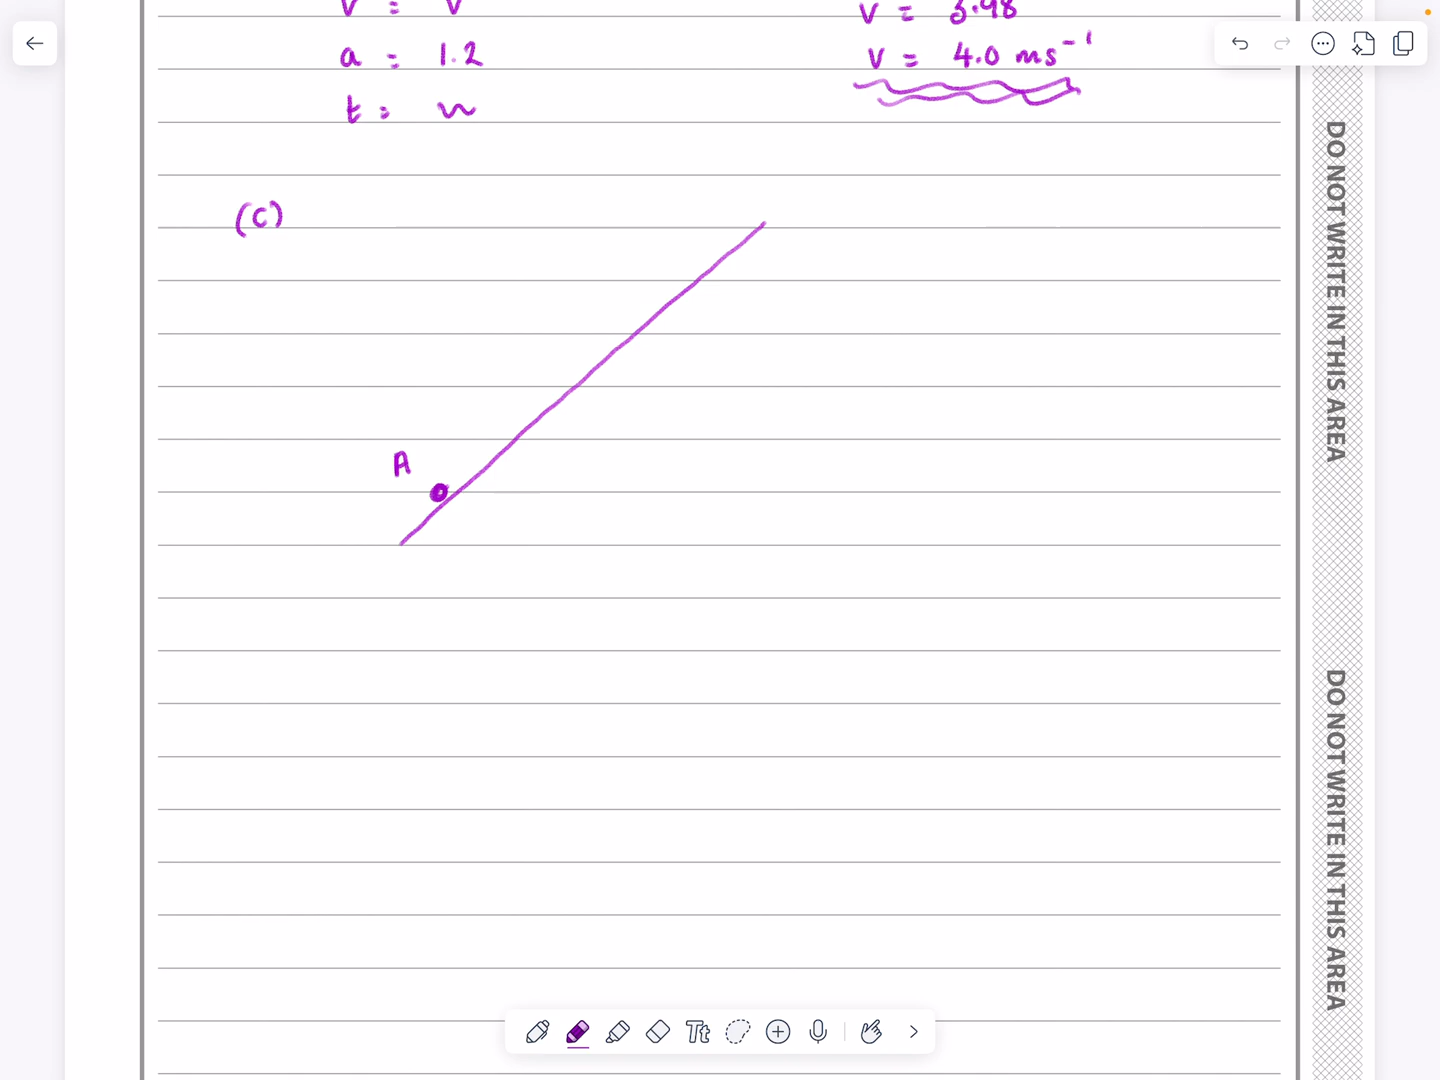 v = v
a = 1.2
t = ~
v = 3.98
v = 4.0 ms⁻¹
(C)
A
DO NOT WRITE IN THIS AREA
DO NOT WRITE IN THIS AREA
Tt